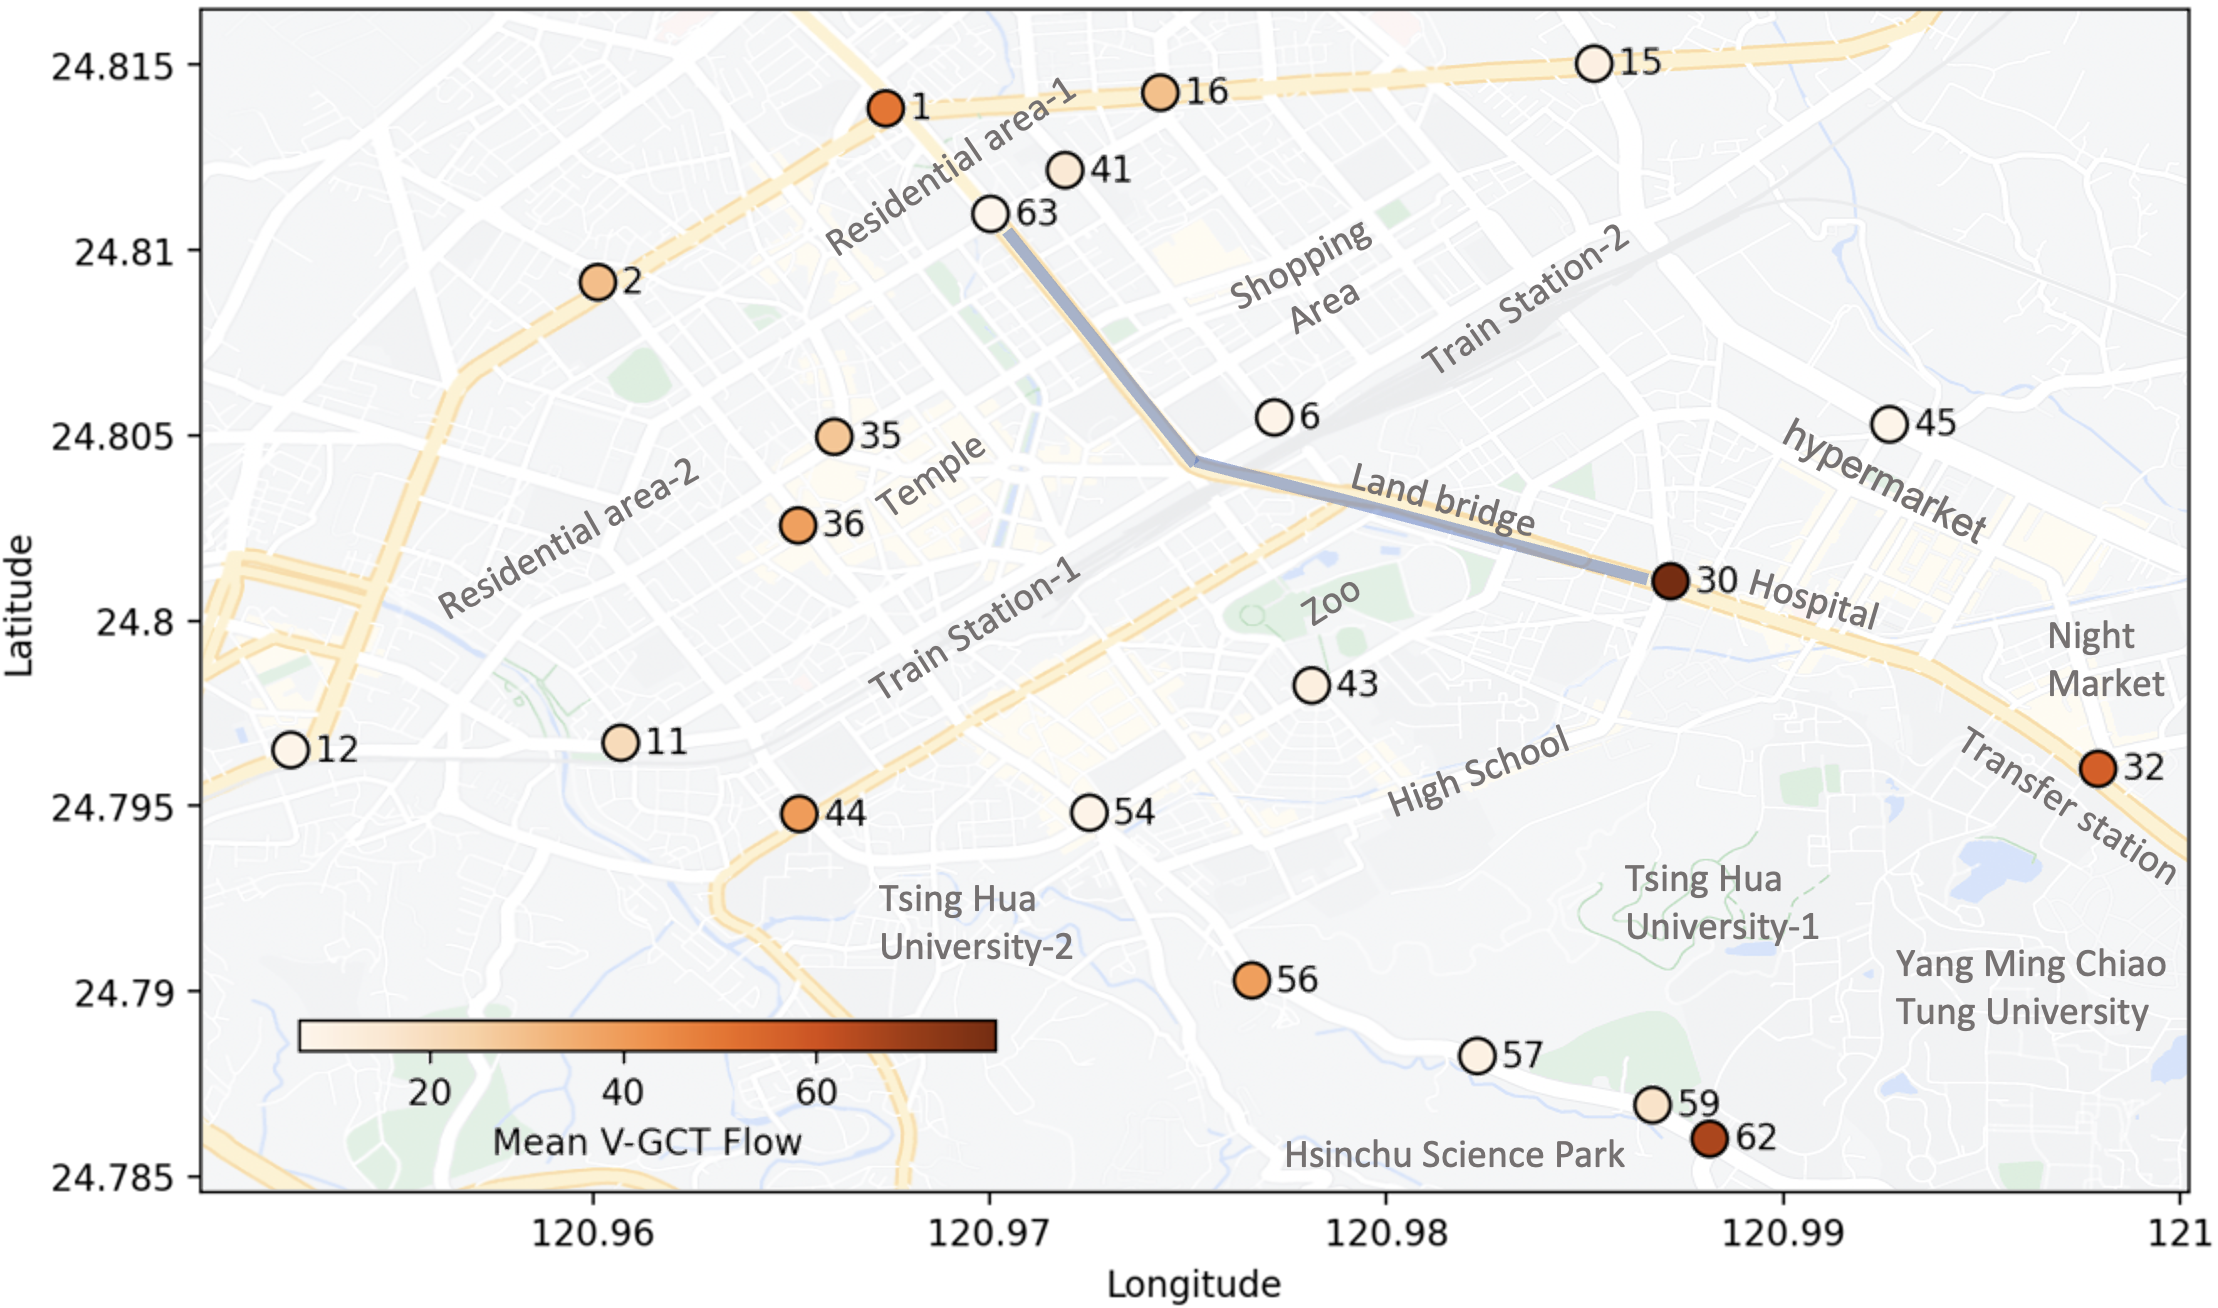 24.815
24.81
24.805
24.8
24.795
24.79
24.785
Latitude
15
16
1
41
63
2
Residential area-1
Shopping
Area
Train Station-2
6
45
35
Temple
36
Residential area-2
Land bridge
hypermarket
30
Hospital
Zoo
Train Station-1
Night
Market
43
12
11
High School
Transfer station
32
44
54
Tsing Hua
University-2
Tsing Hua
University-1
Yang Ming Chiao
Tung University
56
57
59
62
Hsinchu Science Park
20
40
60
Mean V-GCT Flow
120.96
120.97
120.98
120.99
121
Longitude